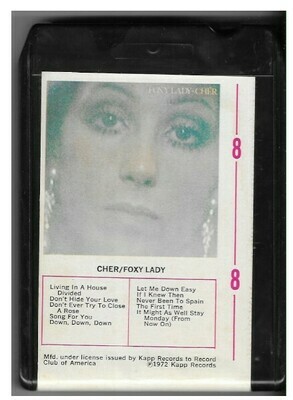 FOXY LADY-CHER
8
8
CHER/FOXY LADY
Living In A House
Divided
Don't Hide Your Love
Don't Ever Try To Close
A Rose
Song For You
Down, Down, Down
Let Me Down Easy
If I Knew Then
Never Been To Spain
The First Time
It Might As Well Stay
Monday (From
Now On)
Mfd. under license issued by Kapp Records to Record
Club of America ℗1972 Kapp Records